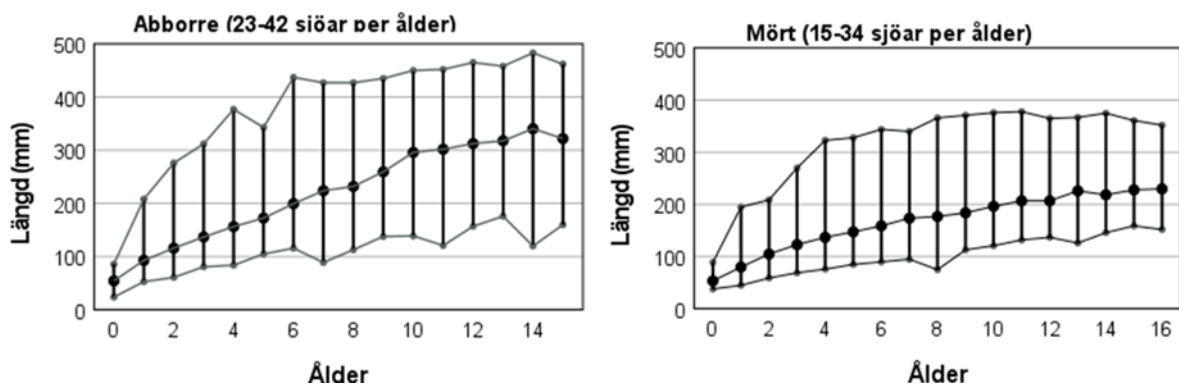 Abborre (23-42 sjöar per ålder)
500
400
300
200
100
0
Längd (mm)
0 2 4 6 8 10 12 14
Ålder
Mört (15-34 sjöar per ålder)
500
400
300
200
100
0
Längd (mm)
0 2 4 6 8 10 12 14 16
Ålder